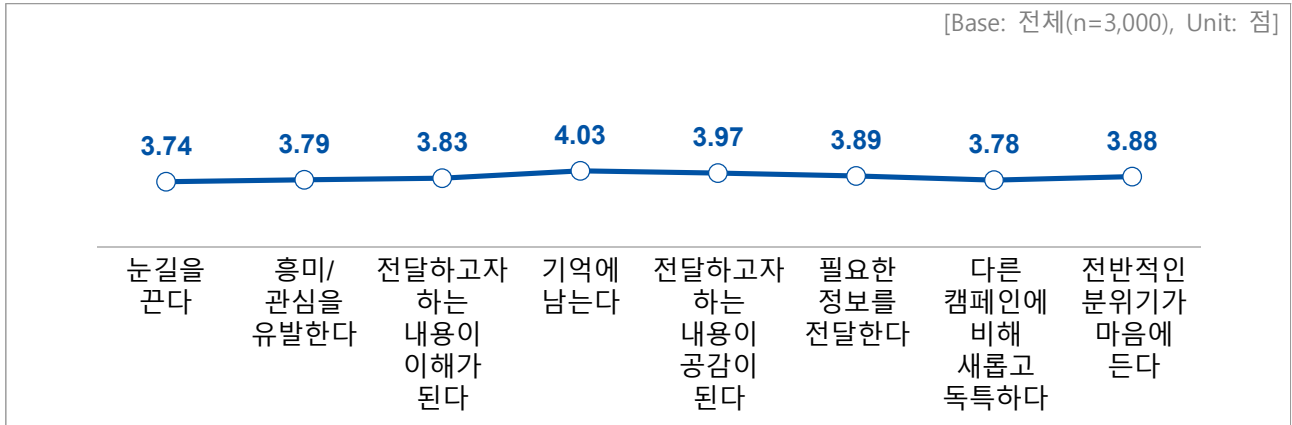 [Base: 전체(n=3,000), Unit: 점]
3.74
3.79
3.83
4.03
3.97
3.89
3.78
3.88
눈길을
끈다
흥미/
관심을
유발한다
전달하고자
하는
내용이
이해가
된다
기억에
남는다
전달하고자
하는
내용이
공감이
된다
필요한
정보를
전달한다
다른
캠페인에
비해
새롭고
독특하다
전반적인
분위기가
마음에
든다